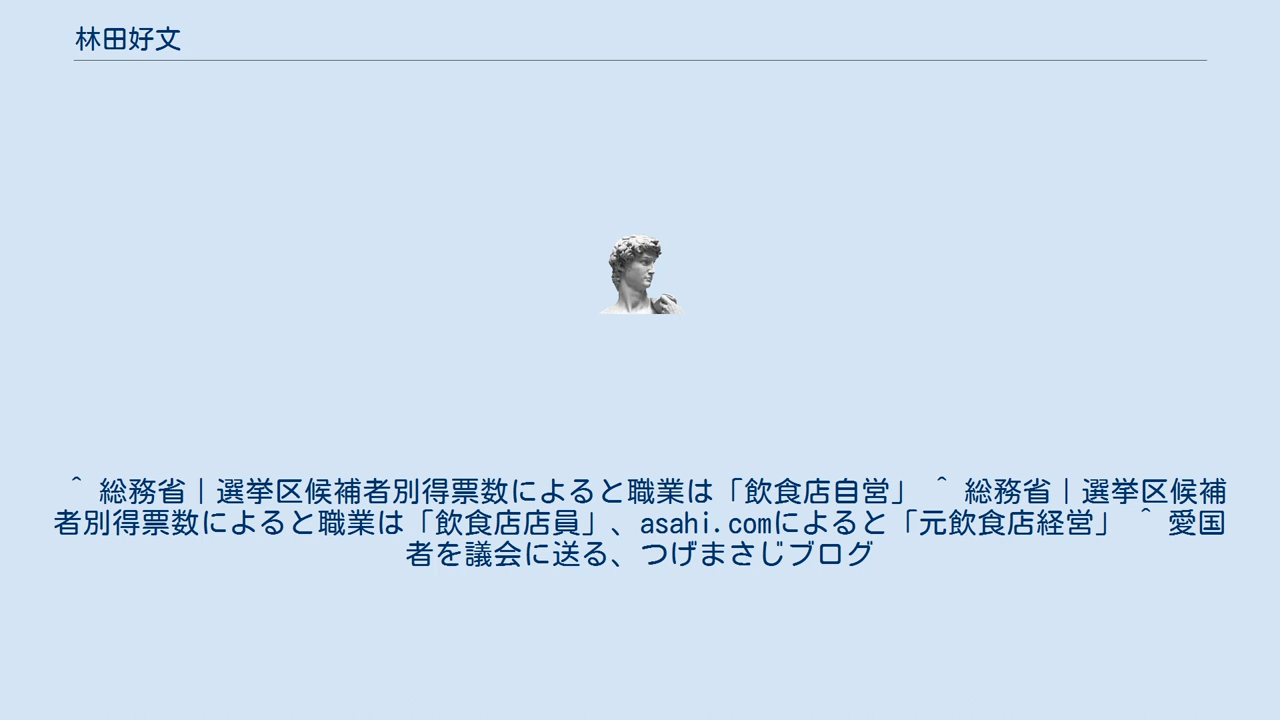 林田好文
^ 総務省|選挙区候補者別得票数によると職業は「飲食店自営」 ^ 総務省|選挙区候補
者別得票数によると職業は「飲食店店員」、asahi.comによると「元飲食店経営」 ^ 愛国
者を議会に送る、つげまさじブログ